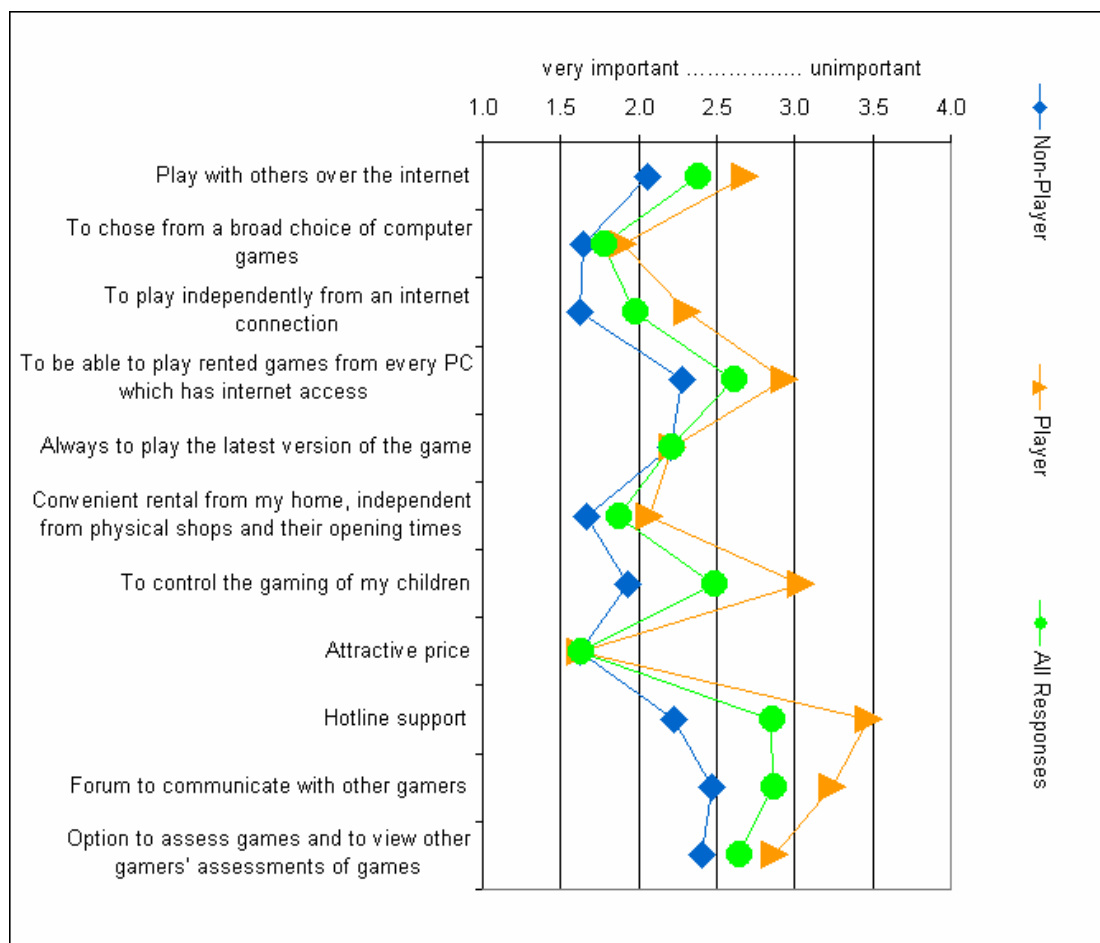 very important ................ unimportant
1.0 1.5 2.0 2.5 3.0 3.5 4.0
Play with others over the internet
To chose from a broad choice of computer
games
To play independently from an internet
connection
To be able to play rented games from every PC
which has internet access
Always to play the latest version of the game
Convenient rental from my home, independent
from physical shops and their opening times
To control the gaming of my children
Attractive price
Hotline support
Forum to communicate with other gamers
Option to assess games and to view other
gamers' assessments of games
Non-Player
Player
All Responses